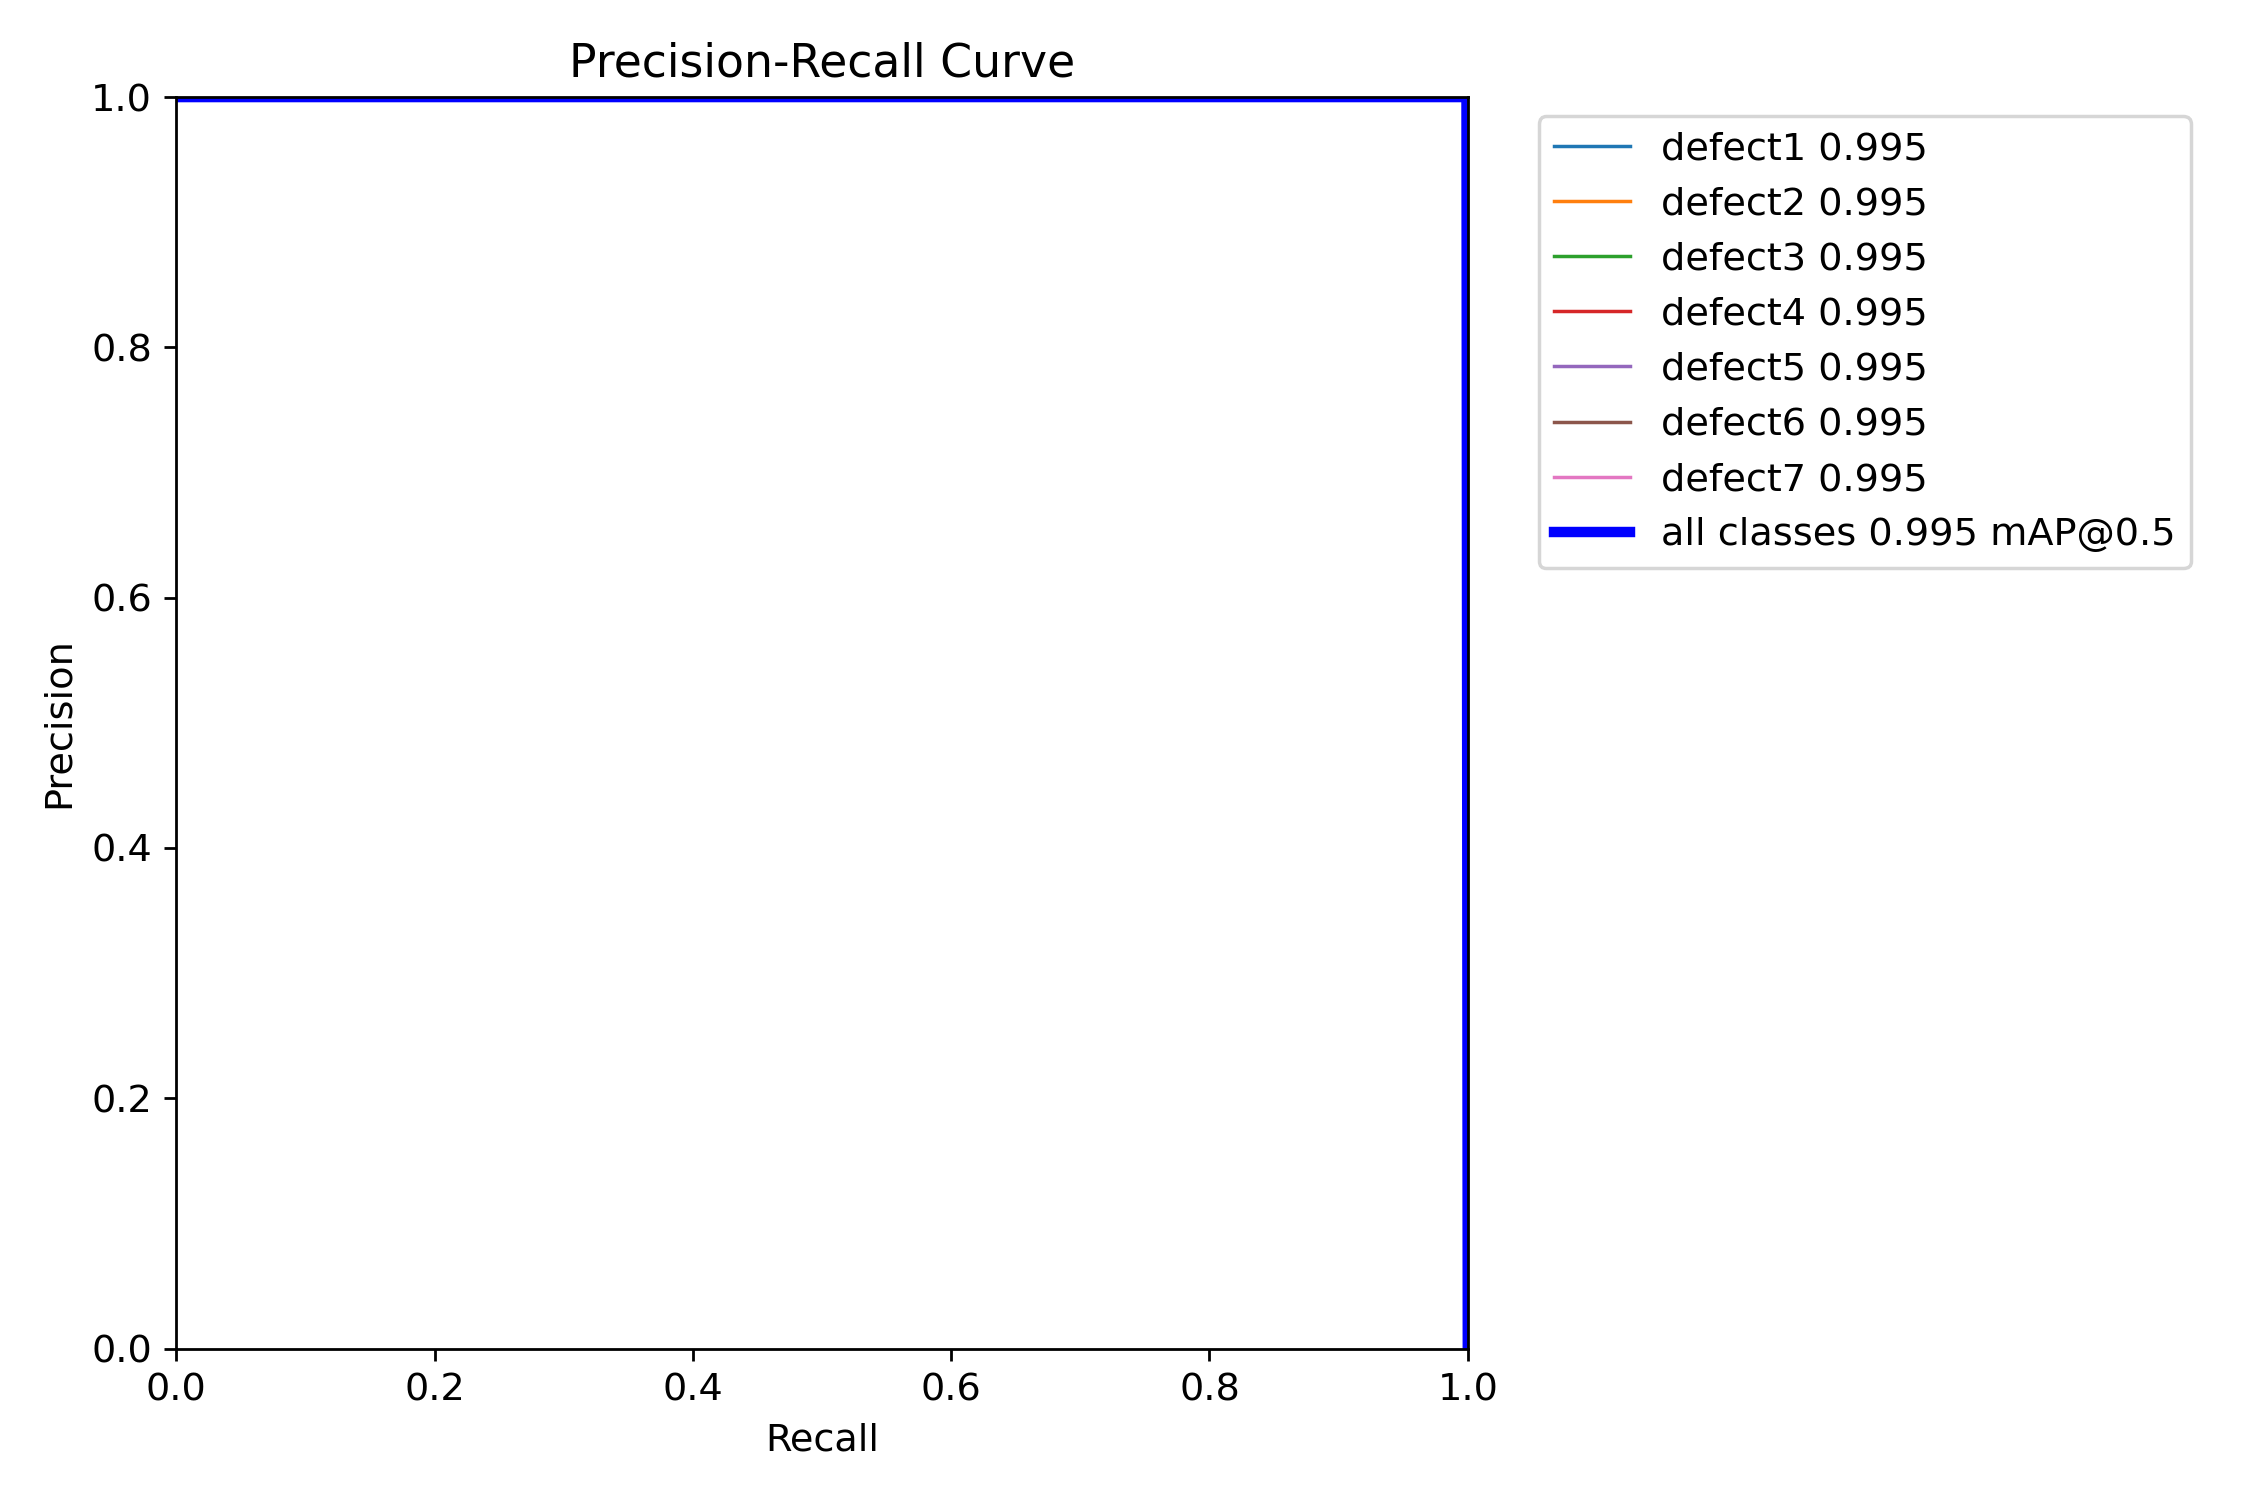 Precision-Recall Curve
1.0
0.8
0.6
0.4
0.2
0.0
Precision
0.0 0.2 0.4 0.6 0.8 1.0
Recall
defect1 0.995
defect2 0.995
defect3 0.995
defect4 0.995
defect5 0.995
defect6 0.995
defect7 0.995
all classes 0.995 mAP@0.5